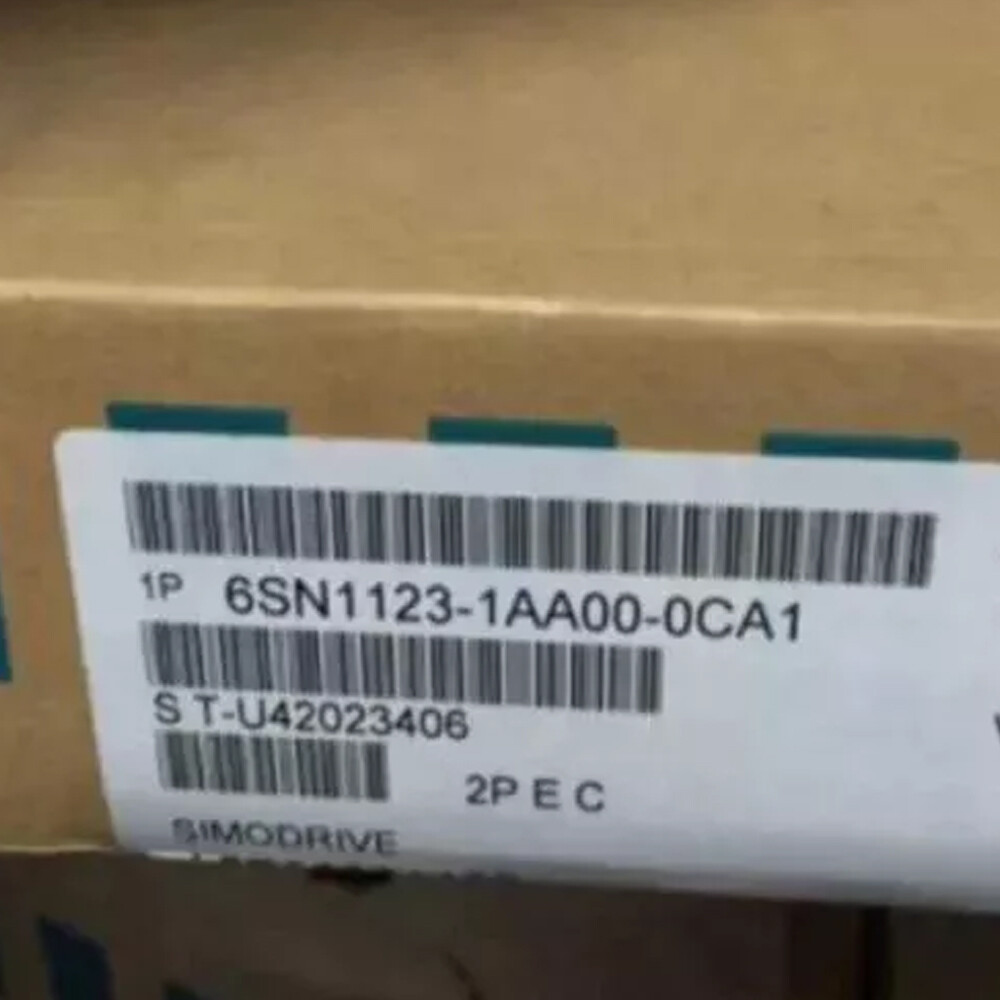 1P 6SN1123-1AA00-0CA1
S T-U42023406
2P E C
SIMODRIVE